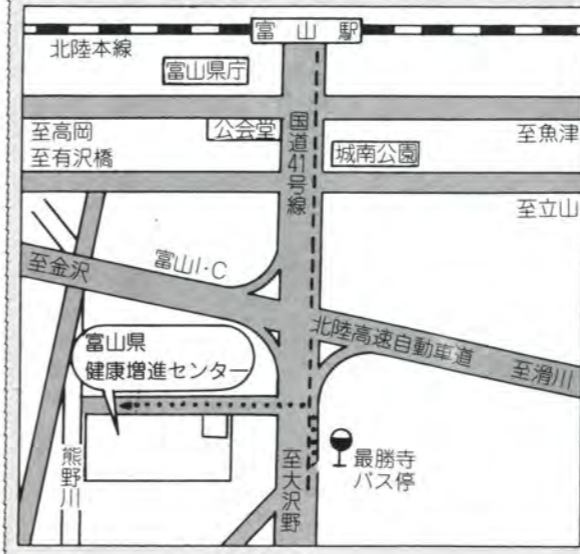 富山駅
北陸本線
富山県庁
公会堂
国道41号線
城南公園
至高岡
至有沢橋
至魚津
至立山
至金沢
富山I・C
北陸高速自動車道
至滑川
富山県
健康増進センター
熊野川
至大沢野
最勝寺
バス停